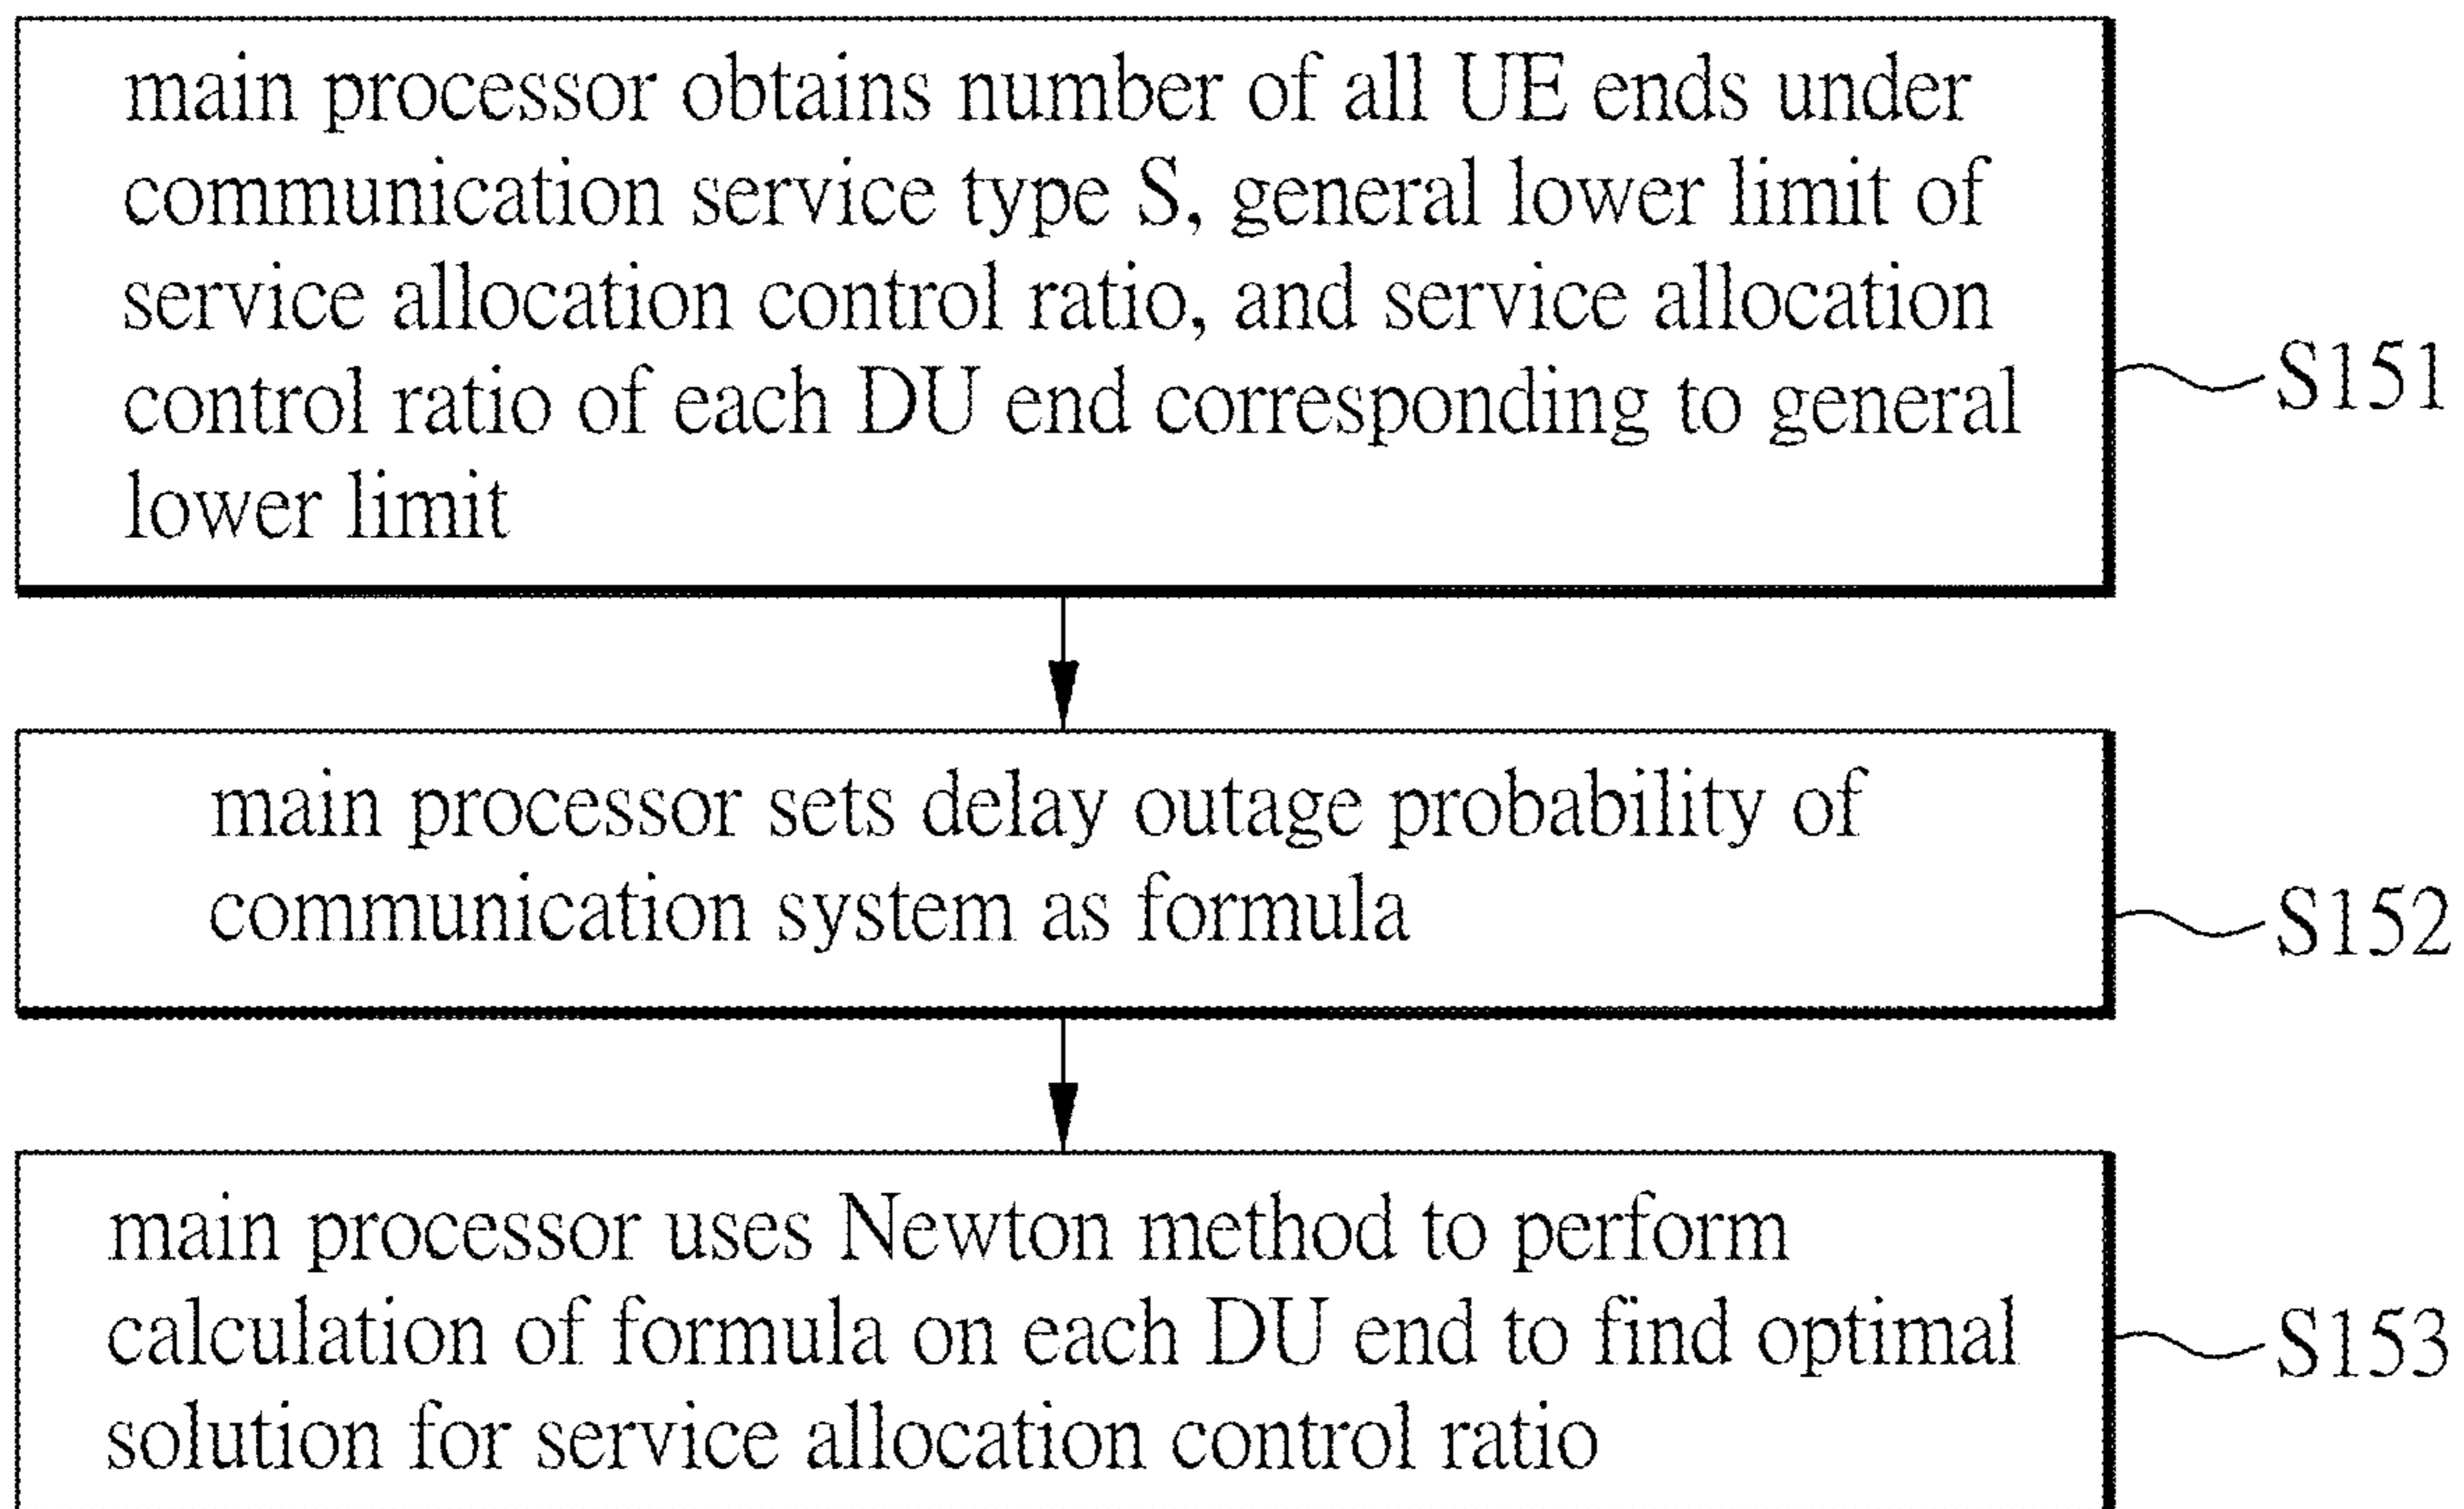 main processor obtains number of all UE ends under
communication service type S, general lower limit of
service allocation control ratio, and service allocation
control ratio of each DU end corresponding to general
lower limit
S151
main processor sets delay outage probability of
communication system as formula
S152
main processor uses Newton method to perform
calculation of formula on each DU end to find optimal
solution for service allocation control ratio
S153